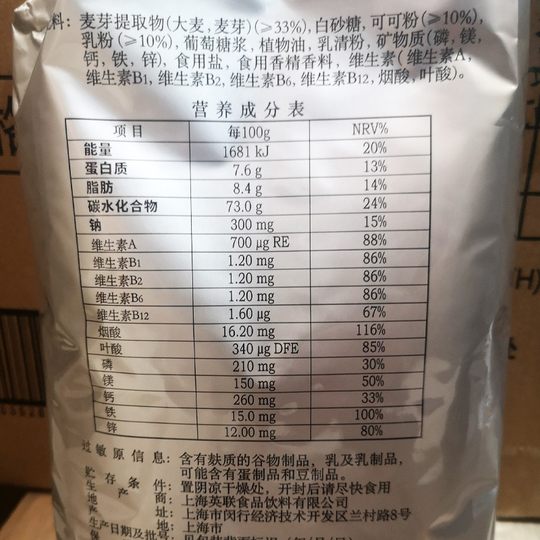 料：麦芽提取物(大麦，麦芽)(≥33%)，白砂糖，可可粉(≥10%)，
乳粉(≥10%)，葡萄糖浆，植物油，乳清粉，矿物质(磷，镁，
钙，铁，锌)，食用盐，食用香精香料，维生素(维生素A，
维生素B1，维生素B2，维生素B6，维生素B12，烟酸，叶酸)。
营养成分表
项目 每100g NRV%
能量 1681 kJ 20%
蛋白质 7.6 g 13%
脂肪 8.4 g 14%
碳水化合物 73.0 g 24%
钠 300 mg 15%
维生素A 700 μg RE 88%
维生素B1 1.20 mg 86%
维生素B2 1.20 mg 86%
维生素B6 1.20 mg 86%
维生素B12 1.60 μg 67%
烟酸 16.20 mg 116%
叶酸 340 μg DFE 85%
磷 210 mg 30%
镁 150 mg 50%
钙 260 mg 33%
铁 15.0 mg 100%
锌 12.00 mg 80%
过敏原信息：含有麸质的谷物制品，乳及乳制品，
可能含有蛋制品和豆制品。
贮存条件：置阴凉干燥处，开封后请尽快食用
生产商：上海英联食品饮料有限公司
地址：上海市闵行经济技术开发区兰村路8号
产地：上海市
生产日期及批号：